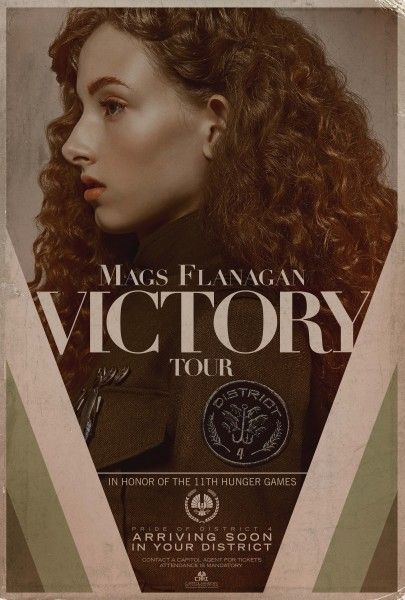 MAGS FLANAGAN
VICTORY
TOUR
DISTRICT
4
IN HONOR OF THE 11TH HUNGER GAMES
PRIDE OF DISTRICT 4
ARRIVING SOON
IN YOUR DISTRICT
CONTACT A CAPITOL AGENT FOR TICKETS
ATTENDANCE IS MANDATORY